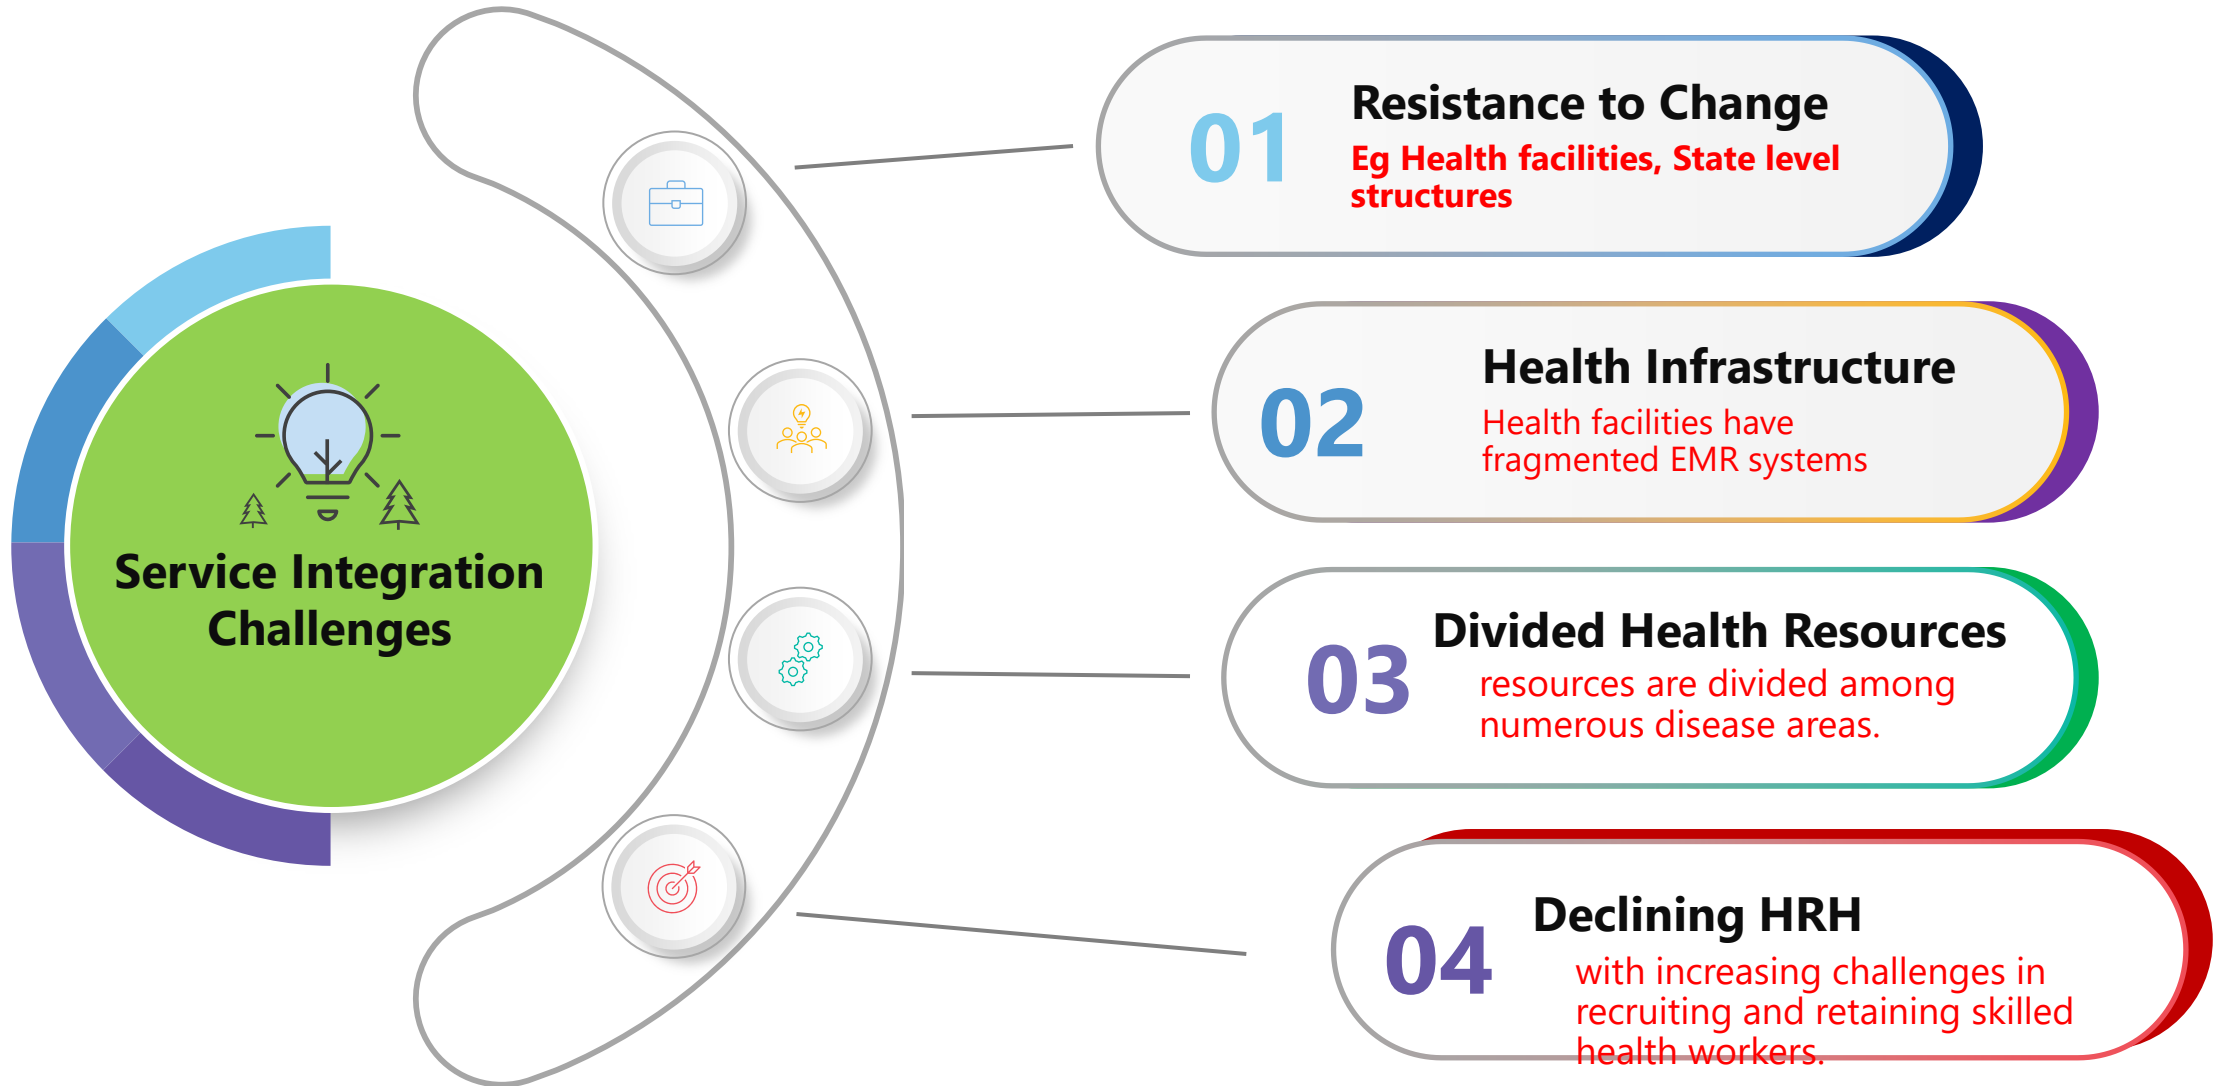 Service Integration
Challenges
01
Resistance to Change
Eg Health facilities, State level
structures
02
Health Infrastructure
Health facilities have
fragmented EMR systems
03
Divided Health Resources
resources are divided among
numerous disease areas.
04
Declining HRH
with increasing challenges in
recruiting and retaining skilled
health workers.